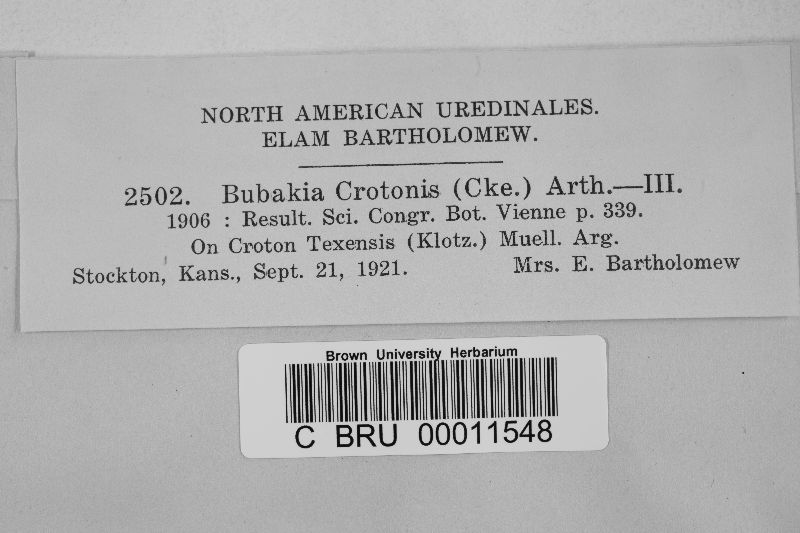 NORTH AMERICAN UREDINALES.
ELAM BARTHOLOMEW.
2502. Bubakia Crotonis (Cke.) Arth.—III.
1906 : Result. Sci. Congr. Bot. Vienne p. 339.
On Croton Texensis (Klotz.) Muell. Arg.
Stockton, Kans., Sept. 21, 1921. Mrs. E. Bartholomew
Brown University Herbarium
C BRU 00011548